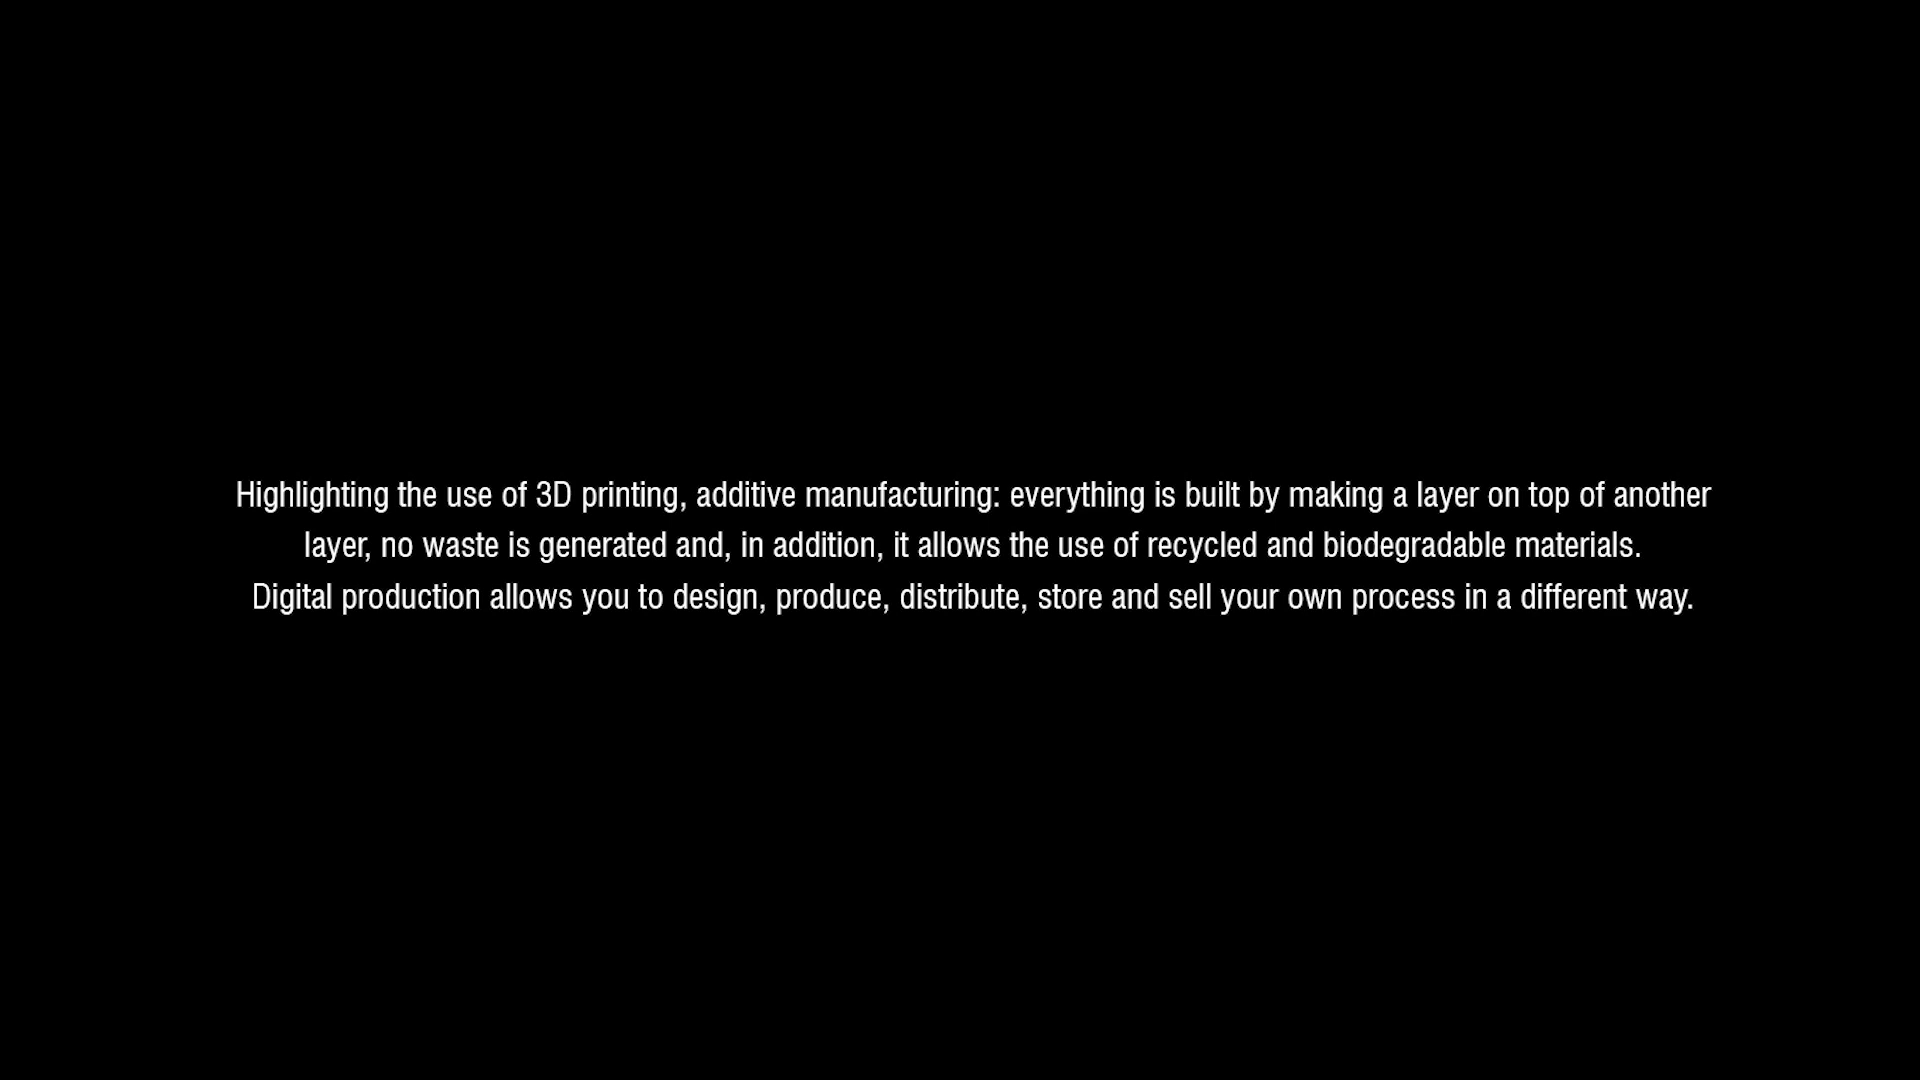 Highlighting the use of 3D printing, additive manufacturing: everything is built by making a layer on top of another
layer, no waste is generated and, in addition, it allows the use of recycled and biodegradable materials.
Digital production allows you to design, produce, distribute, store and sell your own process in a different way.